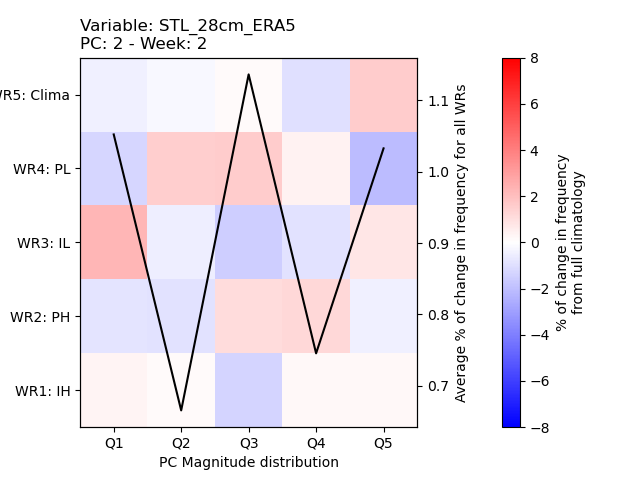 Variable: STL_28cm_ERA5
PC: 2 - Week: 2
WR5: Clima
WR4: PL
WR3: IL
WR2: PH
WR1: IH
Q1 Q2 Q3 Q4 Q5
PC Magnitude distribution
1.1
1.0
0.9
0.8
0.7
Average % of change in frequency for all WRs
8
6
4
2
0
−2
−4
−6
−8
% of change in frequency
from full climatology